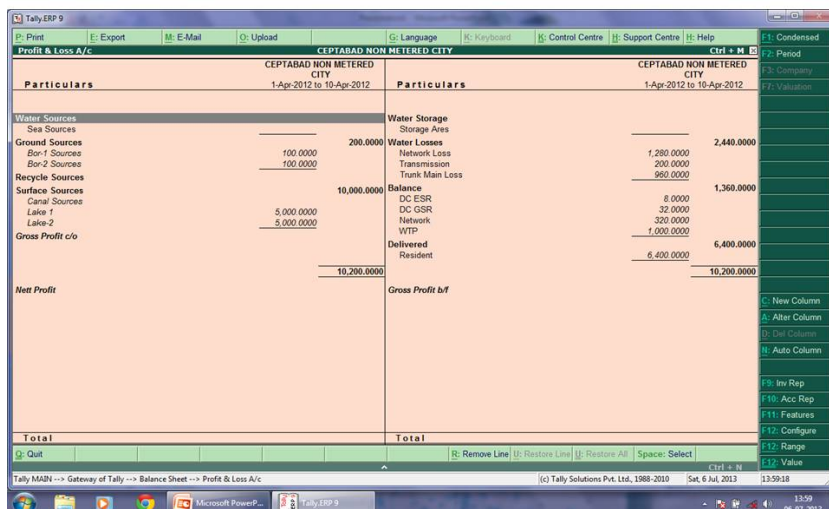 Tally.ERP 9
P: Print E: Export M: E-Mail O: Upload G: Language K: Keyboard K: Control Centre H: Support Centre H: Help
Profit & Loss A/c CEPTABAD NON METERED CITY Ctrl + M
Particulars
CEPTABAD NON METERED
CITY
1-Apr-2012 to 10-Apr-2012
Water Sources
Sea Sources
Ground Sources 200.0000
Bor-1 Sources 100.0000
Bor-2 Sources 100.0000
Recycle Sources
Surface Sources 10,000.0000
Canal Sources
Lake 1 5,000.0000
Lake-2 5,000.0000
Gross Profit c/o
10,200.0000
Nett Profit
Total
Particulars
CEPTABAD NON METERED
CITY
1-Apr-2012 to 10-Apr-2012
Water Storage
Storage Ares
Water Losses 2,440.0000
Network Loss 1,280.0000
Transmission 200.0000
Trunk Main Loss 960.0000
Balance 1,360.0000
DC ESR 8.0000
DC GSR 32.0000
Network 320.0000
WTP 1,000.0000
Delivered 6,400.0000
Resident 6,400.0000
10,200.0000
Gross Profit b/f
Total
F1: Condensed
F2: Period
F3: Company
F7: Valuation
C: New Column
A: Alter Column
D: Del Column
N: Auto Column
F9: Inv Rep
F10: Acc Rep
F11: Features
F12: Configure
F12: Range
F12: Value
Q: Quit R: Remove Line U: Restore Line U: Restore All Space: Select
Ctrl + N
Tally MAIN --> Gateway of Tally --> Balance Sheet --> Profit & Loss A/c (c) Tally Solutions Pvt. Ltd., 1988-2010 Sat, 6 Jul, 2013 13:59:18
Microsoft PowerP... Tally.ERP 9 13:59